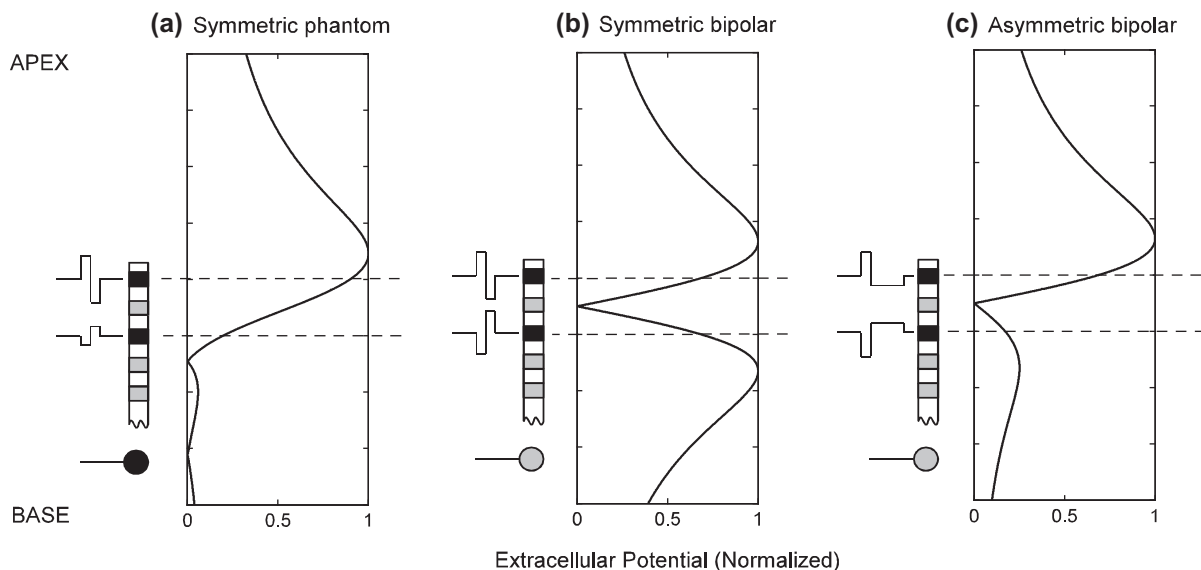 (a) Symmetric phantom
(b) Symmetric bipolar
(c) Asymmetric bipolar
APEX
BASE
0 0.5 1
0 0.5 1
0 0.5 1
Extracellular Potential (Normalized)